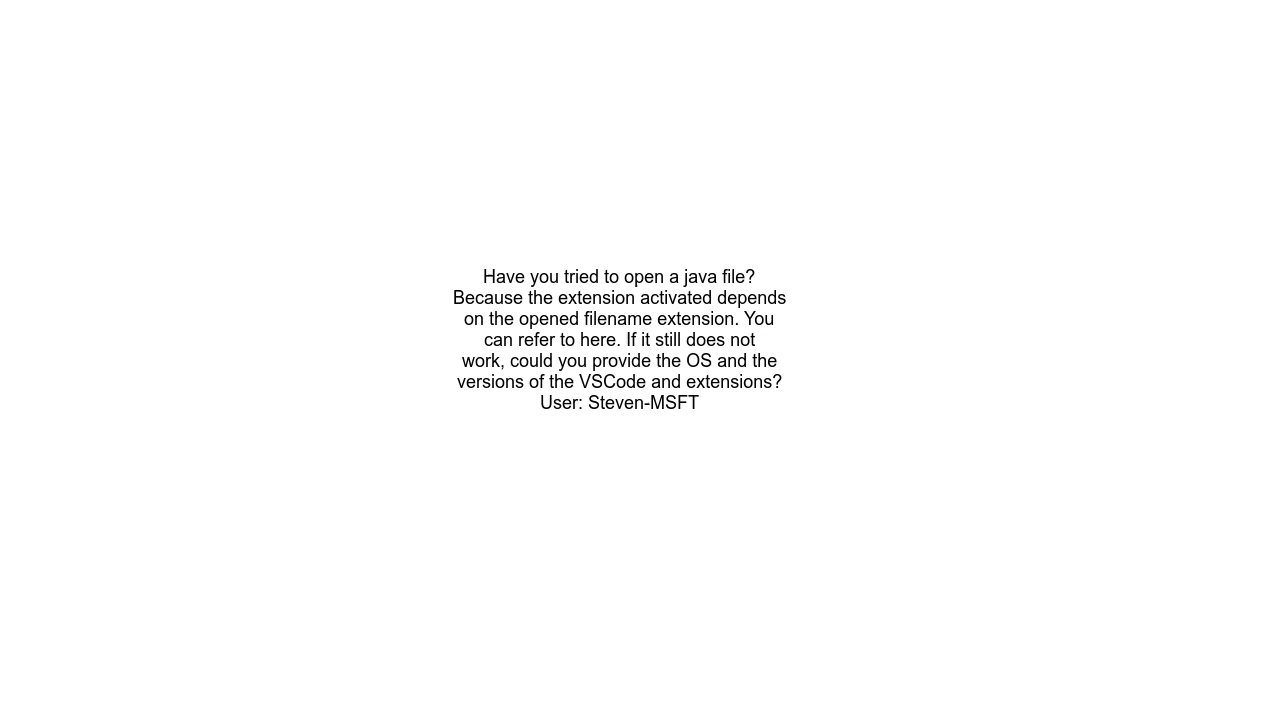 Have you tried to open a java file?
Because the extension activated depends
on the opened filename extension. You
can refer to here. If it still does not
work, could you provide the OS and the
versions of the VSCode and extensions?
User: Steven-MSFT